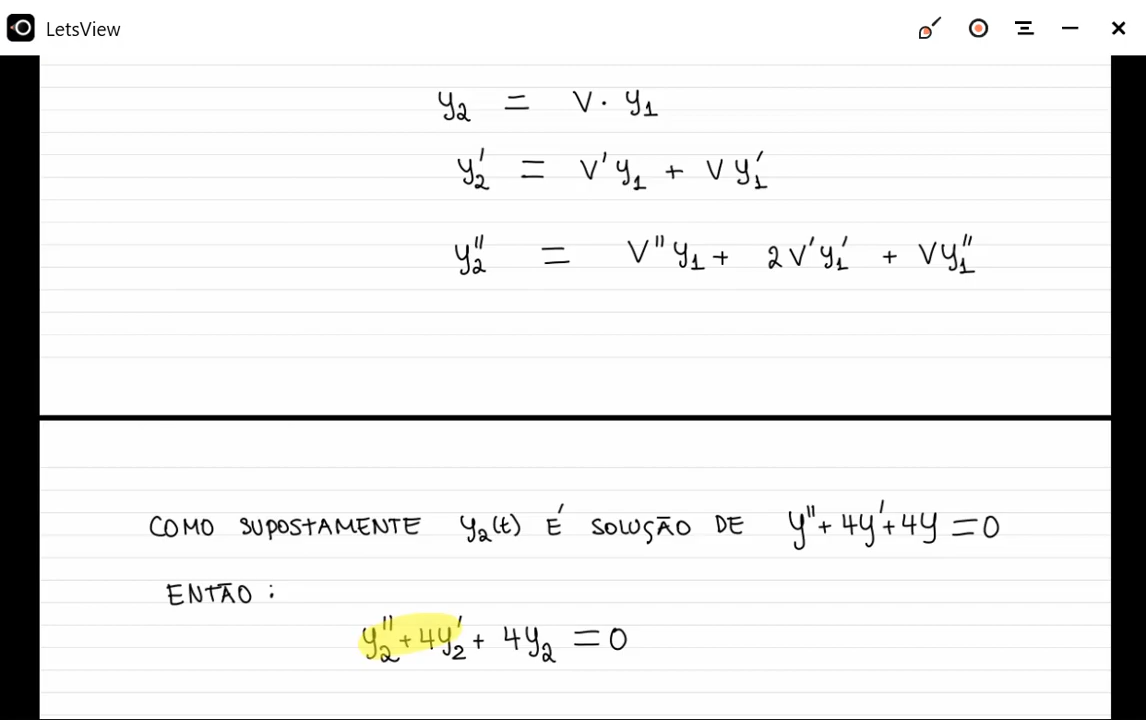 LetsView
y₂ = V · y₁
y₂' = V'y₁ + Vy₁'
y₂'' = V''y₁ + 2V'y₁' + Vy₁''
COMO SUPOSTAMENTE y₂(t) É SOLUÇÃO DE y'' + 4y' + 4y = 0
ENTÃO :
y₂'' + 4y₂' + 4y₂ = 0